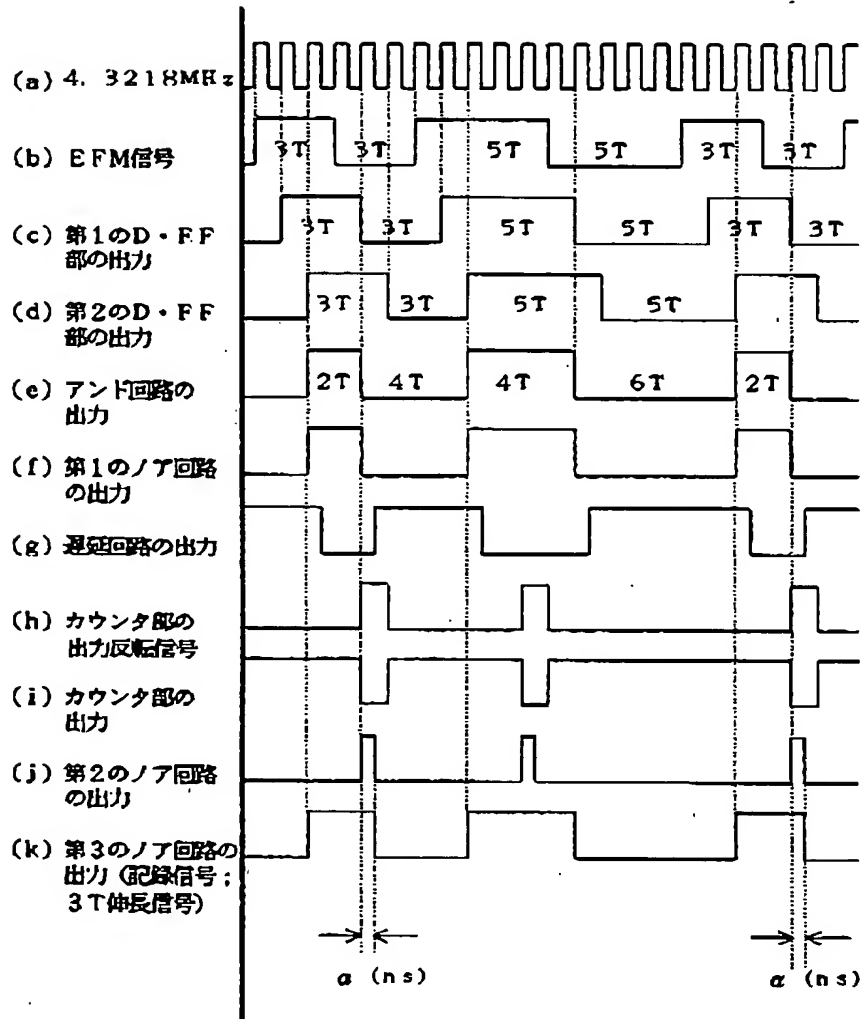 (a) 4. 3218MHz
(b) EFM信号
3T 3T 5T 5T 3T 3T
(c) 第1のD・FF
部の出力
3T 3T 5T 5T 3T 3T
(d) 第2のD・FF
部の出力
3T 3T 5T 5T
(e) アンド回路の
出力
2T 4T 4T 6T 2T
(f) 第1のノア回路
の出力
(g) 遅延回路の出力
(h) カウンタ部の
出力反転信号
(i) カウンタ部の
出力
(j) 第2のノア回路
の出力
(k) 第3のノア回路の
出力(記録信号;
3T伸長信号)
α (ns) α (ns)